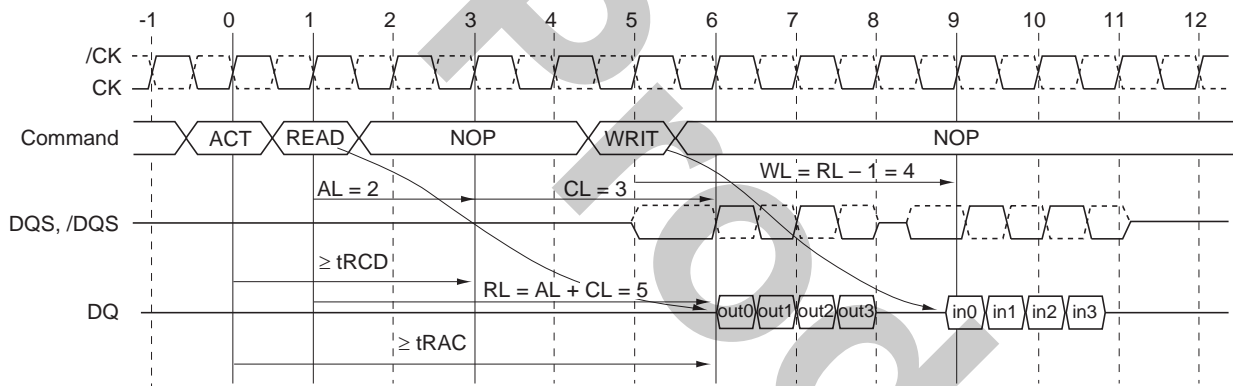 -1 0 1 2 3 4 5 6 7 8 9 10 11 12
/CK
CK
Command ACT READ NOP WRIT NOP
WL = RL – 1 = 4
AL = 2 CL = 3
DQS, /DQS
≥ tRCD
RL = AL + CL = 5
DQ out0 out1 out2 out3 in0 in1 in2 in3
≥ tRAC
Prod